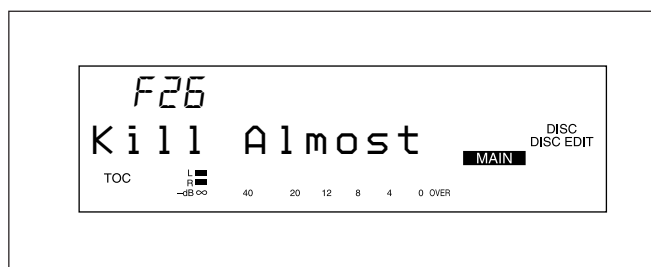 F26
Kill Almost
DISC
DISC EDIT
MAIN
TOC
L
R
–dB ∞ 40 20 12 8 4 0 OVER